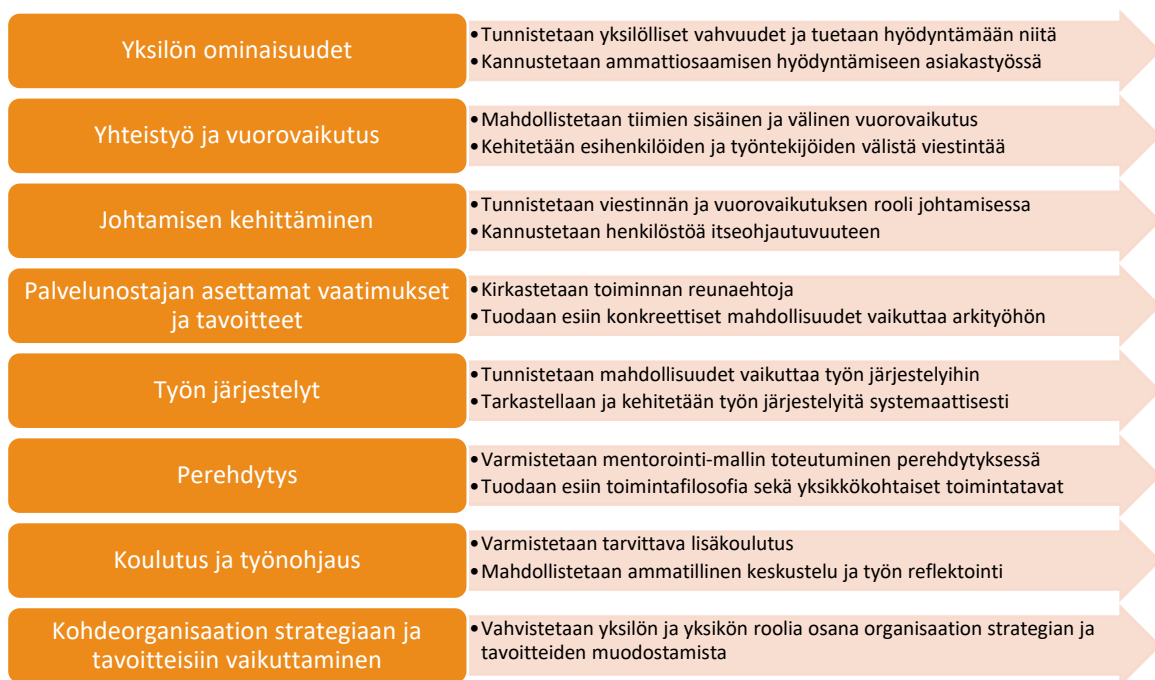 Yksilön ominaisuudet
•Tunnistetaan yksilölliset vahvuudet ja tuetaan hyödyntämään niitä
•Kannustetaan ammattiosaamisen hyödyntämiseen asiakastyössä
Yhteistyö ja vuorovaikutus
•Mahdollistetaan tiimien sisäinen ja välinen vuorovaikutus
•Kehitetään esihenkilöiden ja työntekijöiden välistä viestintää
Johtamisen kehittäminen
•Tunnistetaan viestinnän ja vuorovaikutuksen rooli johtamisessa
•Kannustetaan henkilöstöä itseohjautuvuuteen
Palvelunostajan asettamat vaatimukset
ja tavoitteet
•Kirkastetaan toiminnan reunaehtoja
•Tuodaan esiin konkreettiset mahdollisuudet vaikuttaa arkityöhön
Työn järjestelyt
•Tunnistetaan mahdollisuudet vaikuttaa työn järjestelyihin
•Tarkastellaan ja kehitetään työn järjestelyitä systemaattisesti
Perehdytys
•Varmistetaan mentorointi-mallin toteutuminen perehdytyksessä
•Tuodaan esiin toimintafilosofia sekä yksikkökohtaiset toimintatavat
Koulutus ja työnohjaus
•Varmistetaan tarvittava lisäkoulutus
•Mahdollistetaan ammatillinen keskustelu ja työn reflektointi
Kohdeorganisaation strategiaan ja
tavoitteisiin vaikuttaminen
•Vahvistetaan yksilön ja yksikön roolia osana organisaation strategian ja
tavoitteiden muodostamista